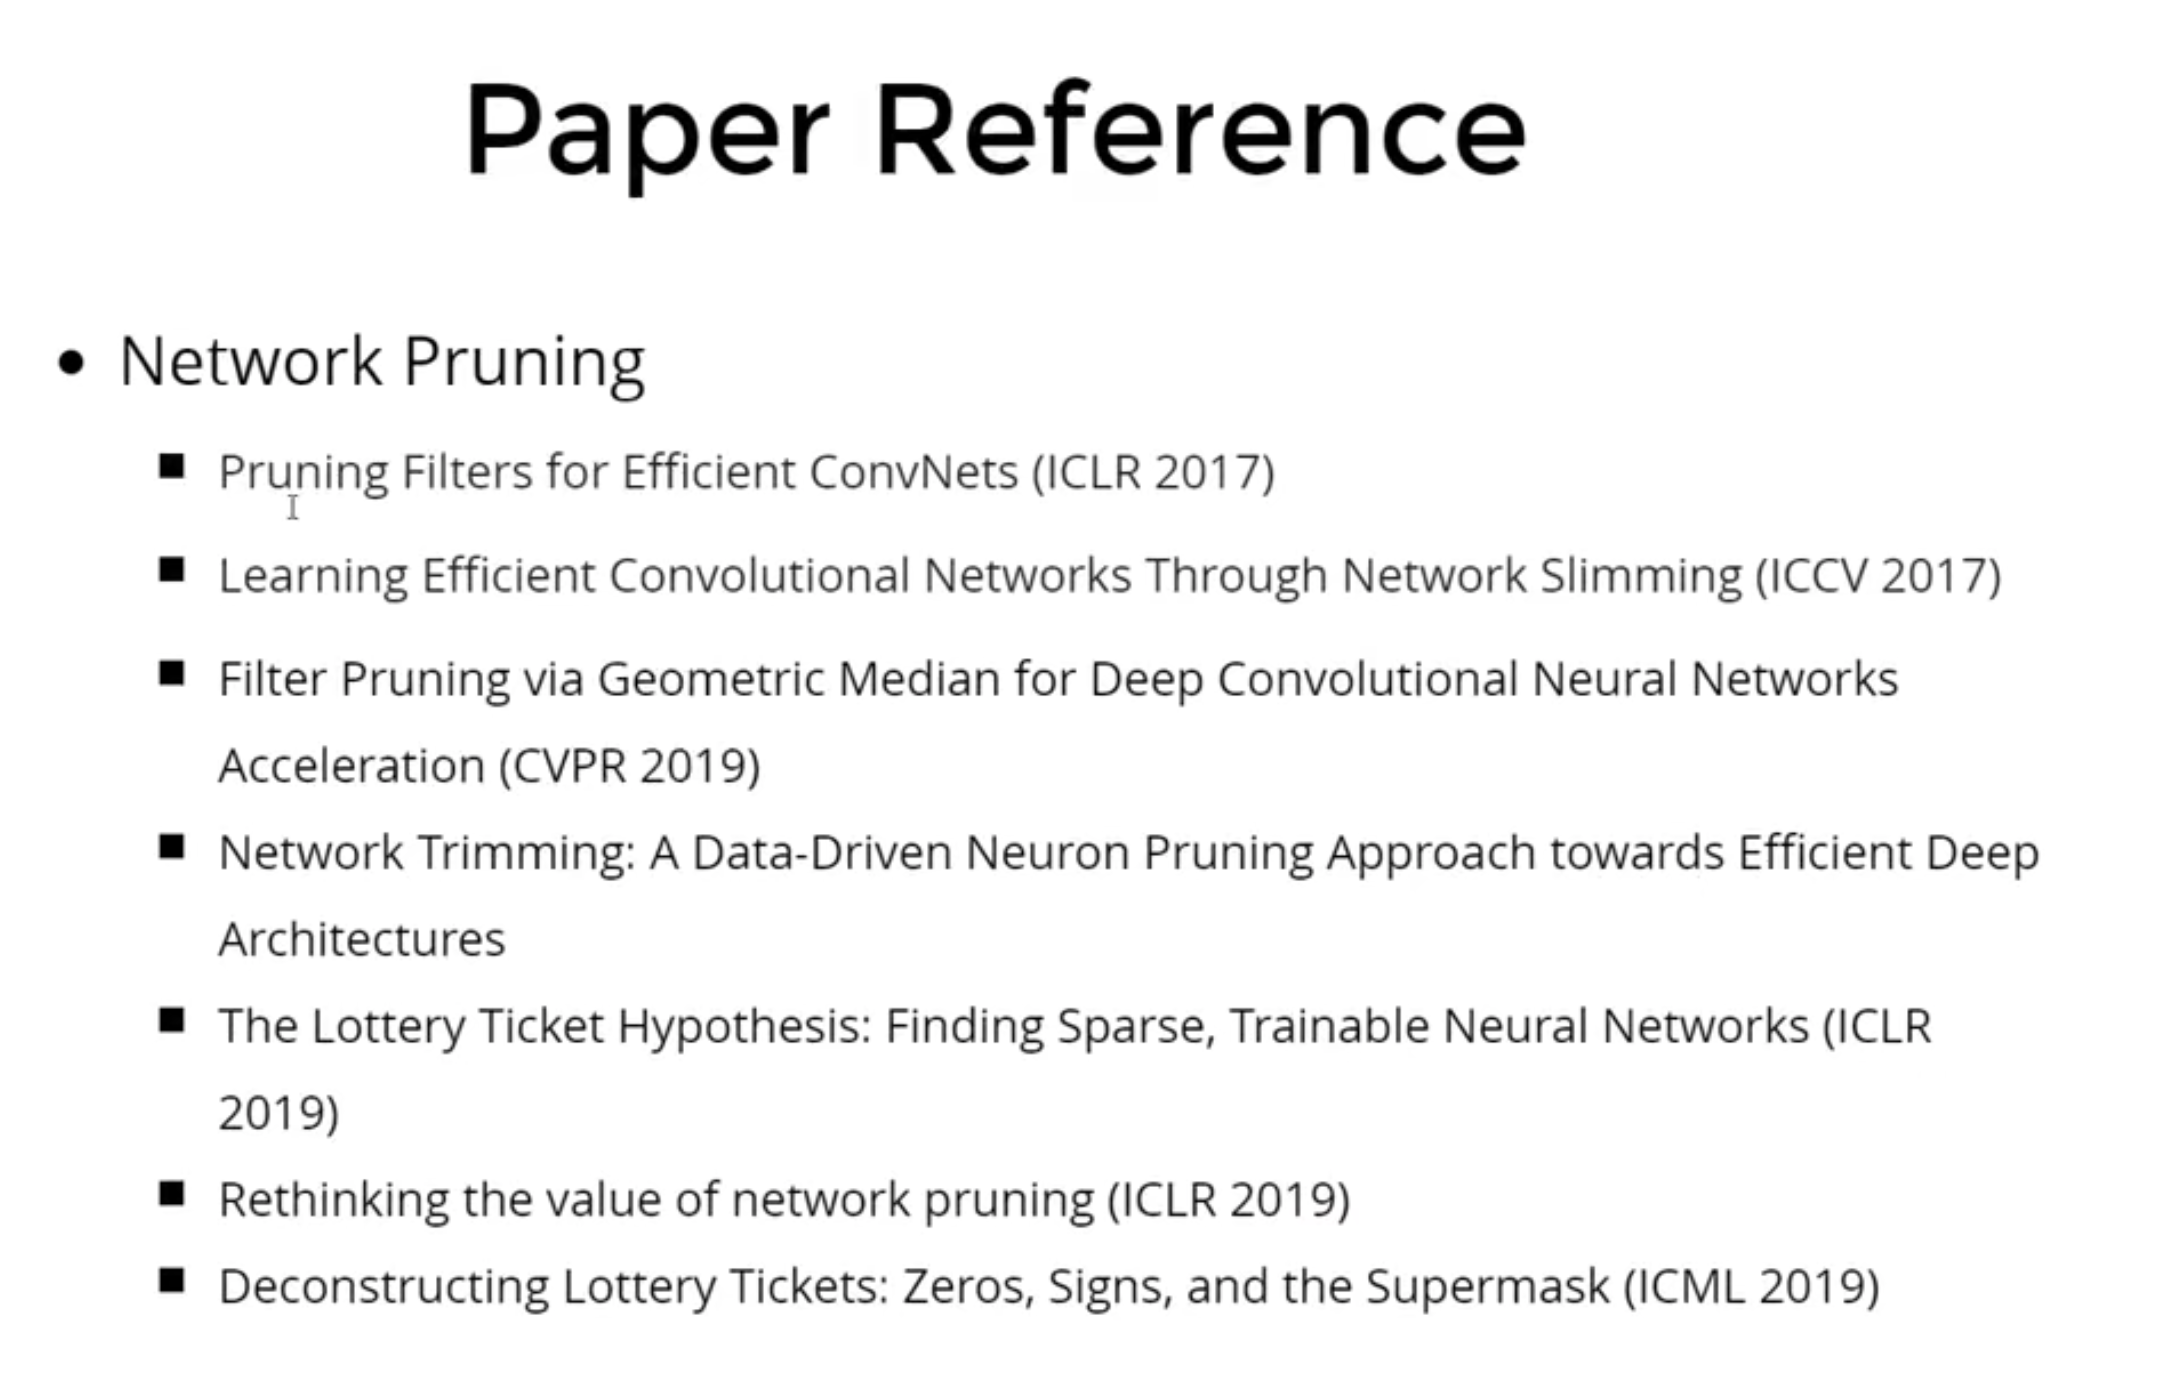 Paper Reference
• Network Pruning
■ Pruning Filters for Efficient ConvNets (ICLR 2017)
■ Learning Efficient Convolutional Networks Through Network Slimming (ICCV 2017)
■ Filter Pruning via Geometric Median for Deep Convolutional Neural Networks
Acceleration (CVPR 2019)
■ Network Trimming: A Data-Driven Neuron Pruning Approach towards Efficient Deep
Architectures
■ The Lottery Ticket Hypothesis: Finding Sparse, Trainable Neural Networks (ICLR
2019)
■ Rethinking the value of network pruning (ICLR 2019)
■ Deconstructing Lottery Tickets: Zeros, Signs, and the Supermask (ICML 2019)